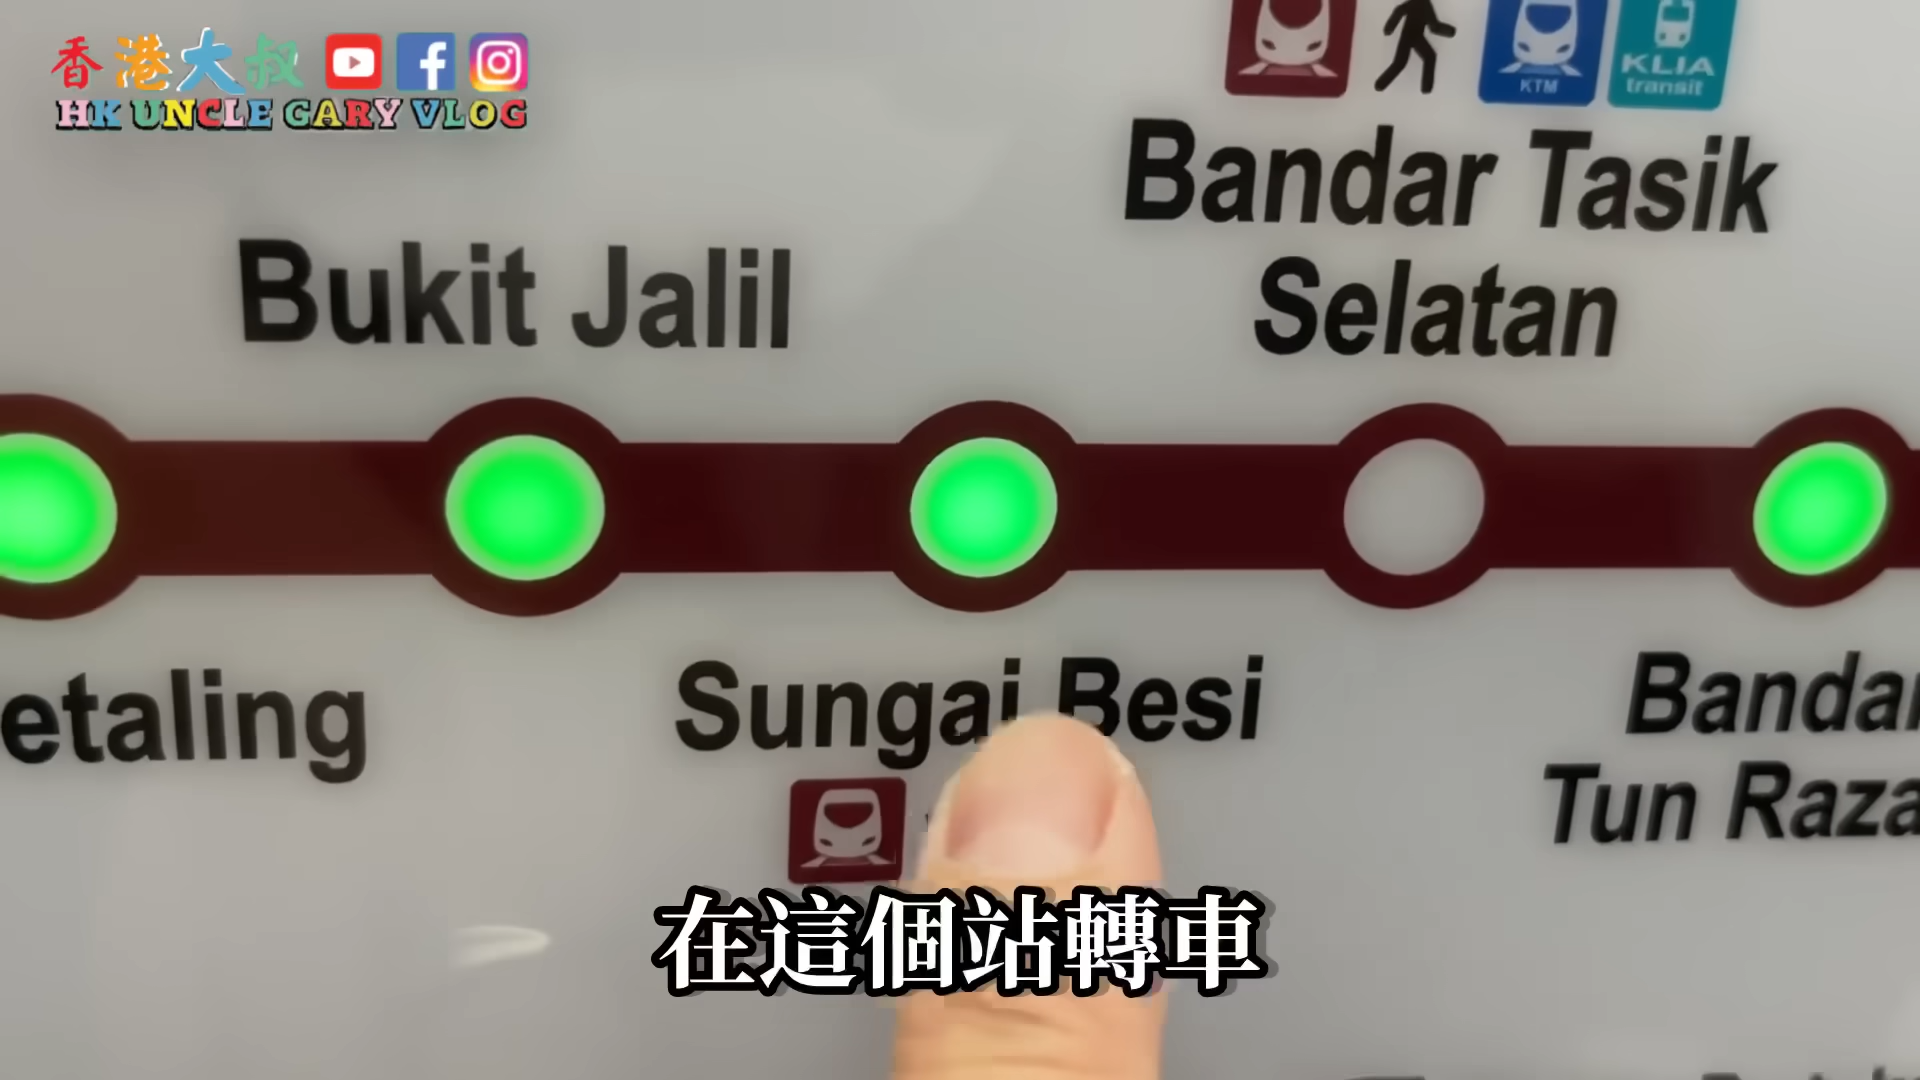 香港大叔
HK UNCLE GARY VLOG
KTM
KLIA
transit
Bandar Tasik
Selatan
Bukit Jalil
etaling
Sungai Besi
Bandar
Tun Raza
在這個站轉車